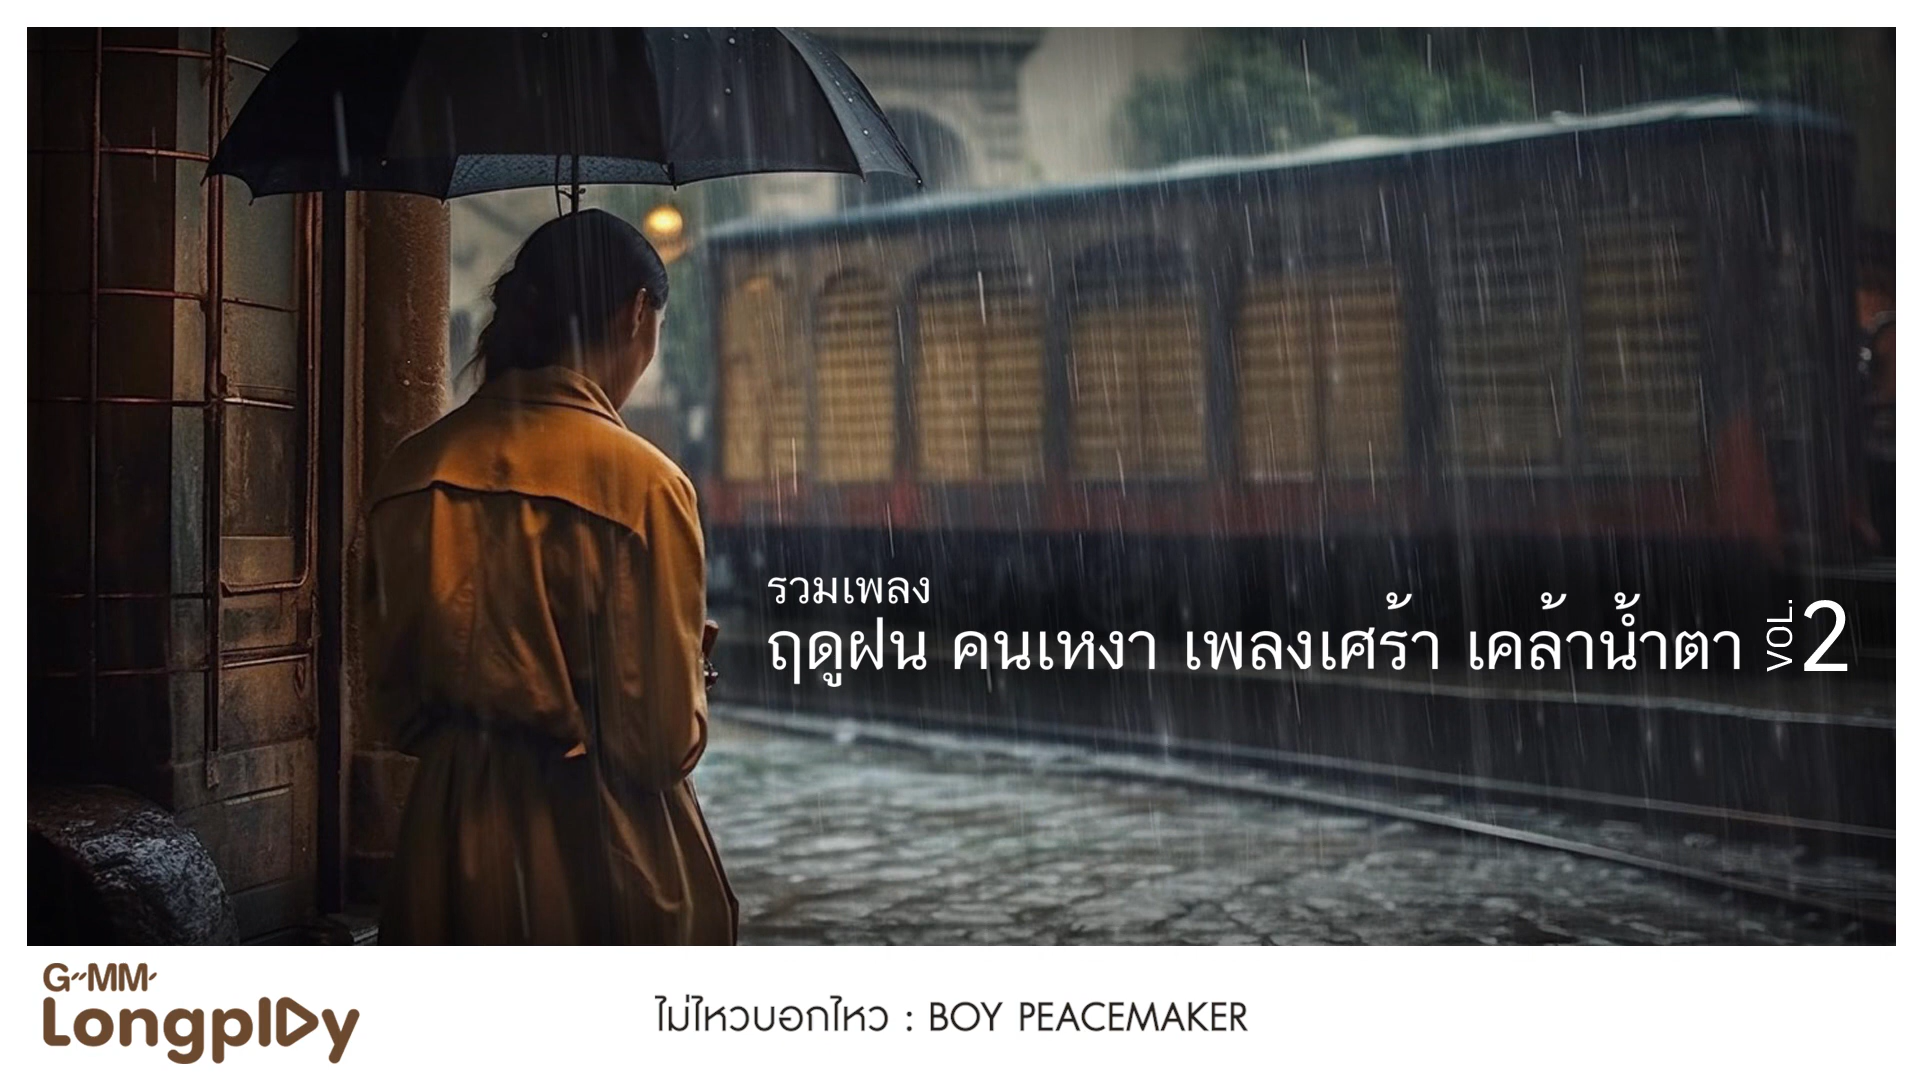 รวมเพลง
ฤดูฝน คนเหงา เพลงเศร้า เคล้าน้ำตา VOL.2
GMM
Longplay
ไม่ไหวบอกไหว : BOY PEACEMAKER